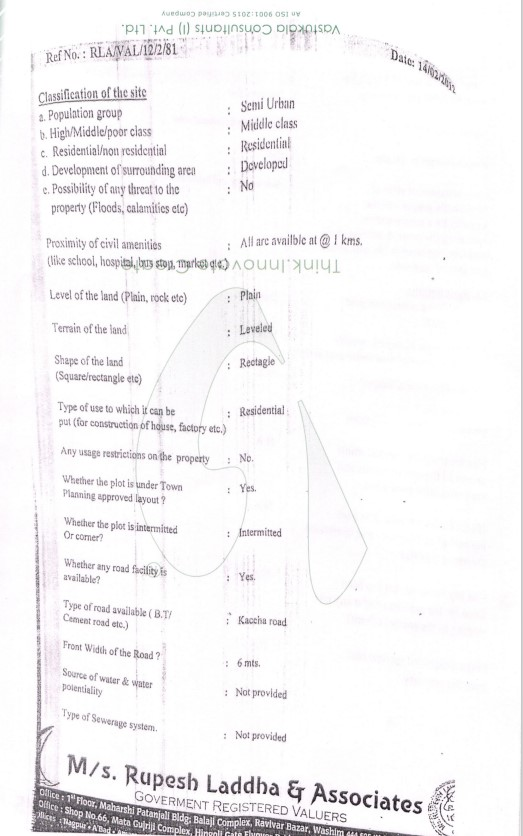 An ISO 9001:2015 Certified Company
Vastukala Consultants (I) Pvt. Ltd.
Ref No. : RLA/VAL/12/2/81
Date: 14/02/2012
Classification of the site
a. Population group : Semi Urban
b. High/Middle/poor class : Middle class
c. Residential/non residential : Residential
d. Development of surrounding area : Developed
e. Possibility of any threat to the : No
property (Floods, calamities etc)
Proximity of civil amenities : All are availble at @ 1 kms.
(like school, hospital, bus stop, market etc.)
Think.Innovate.Create
Level of the land (Plain, rock etc) : Plain
Terrain of the land : Leveled
Shape of the land : Rectagle
(Square/rectangle etc)
Type of use to which it can be : Residential
put (for construction of house, factory etc.)
Any usage restrictions on the property : No.
Whether the plot is under Town : Yes.
Planning approved layout ?
Whether the plot is intermitted
Or corner? : Intermitted
Whether any road facility is
available? : Yes.
Type of road available ( B.T/
Cement road etc.) : Kaccha road
Front Width of the Road ?
: 6 mts.
Source of water & water
potentiality : Not provided
Type of Sewerage system.
: Not provided
M/s. Rupesh Laddha & Associates
GOVERMENT REGISTERED VALUERS
Office : 1st Floor, Maharshi Patanjali Bldg; Balaji Complex, Ravivar Bazar, Washim
Office : Shop No.66, Mata Gulriji Complex, Hingoli Gate
Nagpur • A'Bad